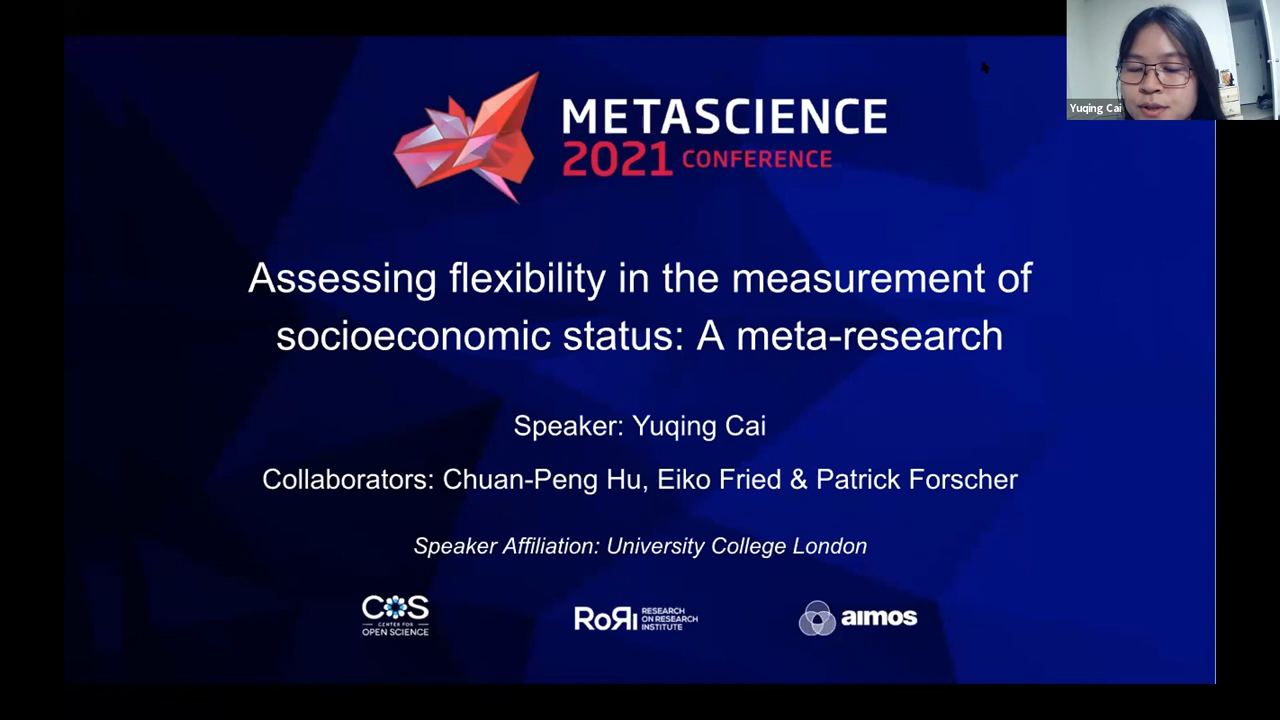 METASCIENCE
2021 CONFERENCE
Yuqing Cai
Assessing flexibility in the measurement of
socioeconomic status: A meta-research
Speaker: Yuqing Cai
Collaborators: Chuan-Peng Hu, Eiko Fried & Patrick Forscher
Speaker Affiliation: University College London
COS
CENTER FOR
OPEN SCIENCE
RoRI
RESEARCH
ON RESEARCH
INSTITUTE
aimos